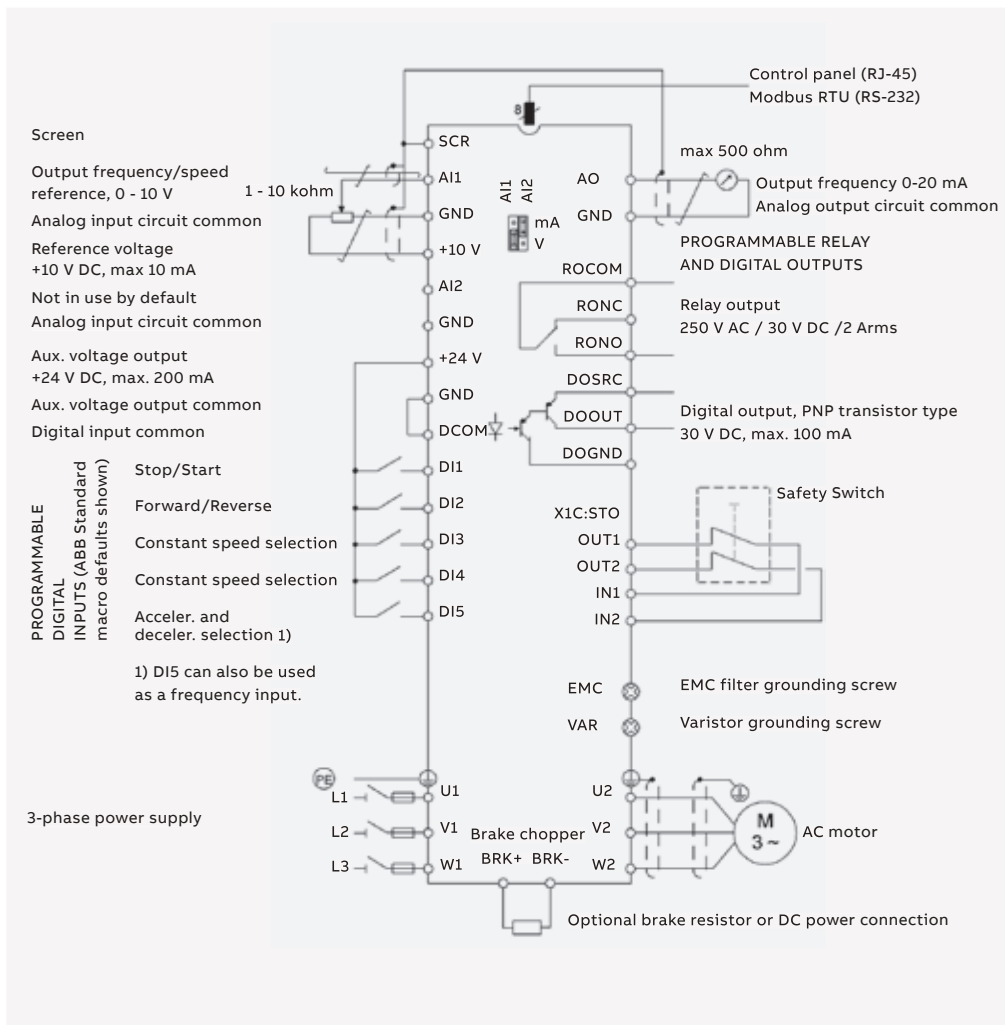 Control panel (RJ-45)
Modbus RTU (RS-232)
8
Screen
SCR
Output frequency/speed
reference, 0 - 10 V
1 - 10 kohm
AI1
Analog input circuit common
GND
Reference voltage
+10 V DC, max 10 mA
+10 V
Not in use by default
AI2
Analog input circuit common
GND
Aux. voltage output
+24 V DC, max. 200 mA
+24 V
Aux. voltage output common
GND
Digital input common
DCOM
PROGRAMMABLE
DIGITAL
INPUTS (ABB Standard
macro defaults shown)
Stop/Start
DI1
Forward/Reverse
DI2
Constant speed selection
DI3
Constant speed selection
DI4
Acceler. and
deceler. selection 1)
DI5
1) DI5 can also be used
as a frequency input.
AI1
AI2
mA
V
max 500 ohm
AO
GND
Output frequency 0-20 mA
Analog output circuit common
PROGRAMMABLE RELAY
AND DIGITAL OUTPUTS
ROCOM
RONC
RONO
Relay output
250 V AC / 30 V DC /2 Arms
DOSRC
DOOUT
DOGND
Digital output, PNP transistor type
30 V DC, max. 100 mA
Safety Switch
X1C:STO
OUT1
OUT2
IN1
IN2
EMC
EMC filter grounding screw
VAR
Varistor grounding screw
PE
3-phase power supply
L1
L2
L3
U1
V1
W1
Brake chopper
BRK+ BRK-
U2
V2
W2
M
3 ~
AC motor
Optional brake resistor or DC power connection